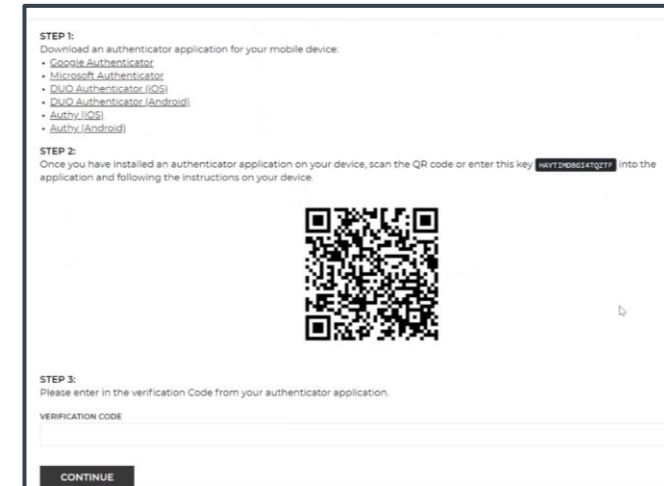 STEP 1:
Download an authenticator application for your mobile device:
• Google Authenticator
• Microsoft Authenticator
• DUO Authenticator (iOS)
• DUO Authenticator (Android)
• Authy (iOS)
• Authy (Android)
STEP 2:
Once you have installed an authenticator application on your device, scan the QR code or enter this key into the
application and following the instructions on your device.
STEP 3:
Please enter in the verification Code from your authenticator application.
VERIFICATION CODE
CONTINUE